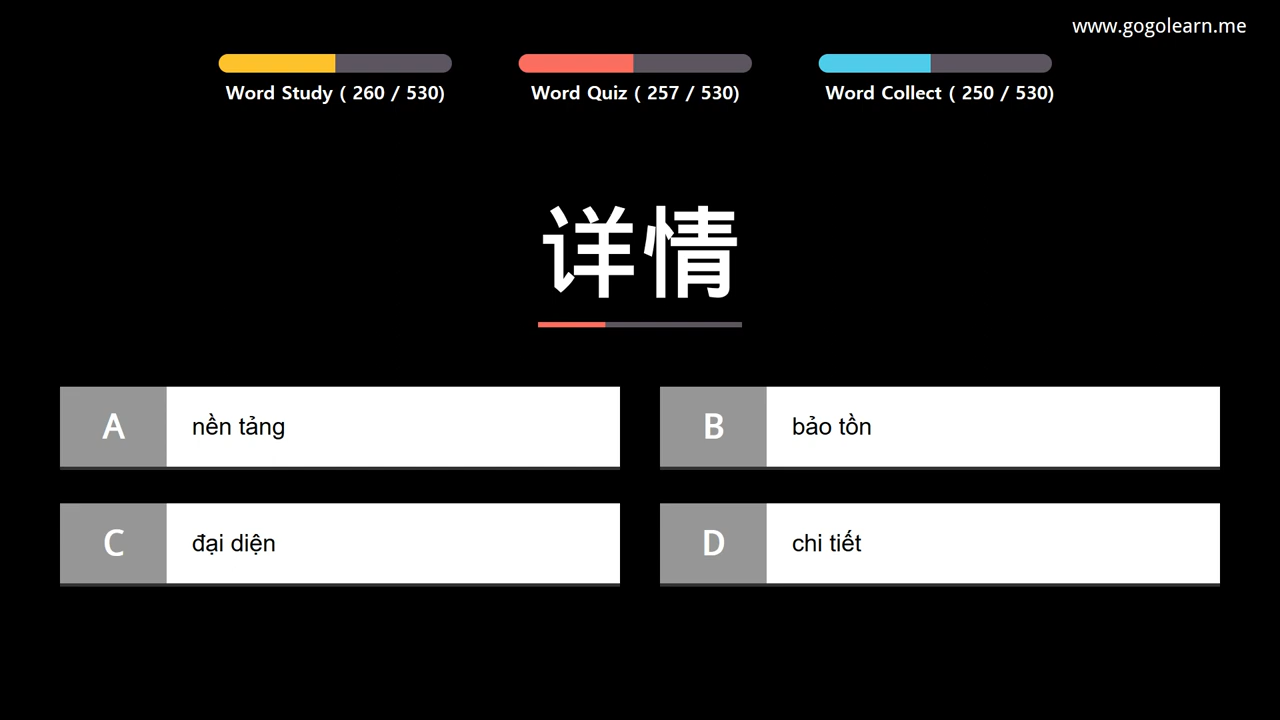 www.gogolearn.me
Word Study ( 260 / 530)
Word Quiz ( 257 / 530)
Word Collect ( 250 / 530)
详情
A nền tảng
B bảo tồn
C đại diện
D chi tiết